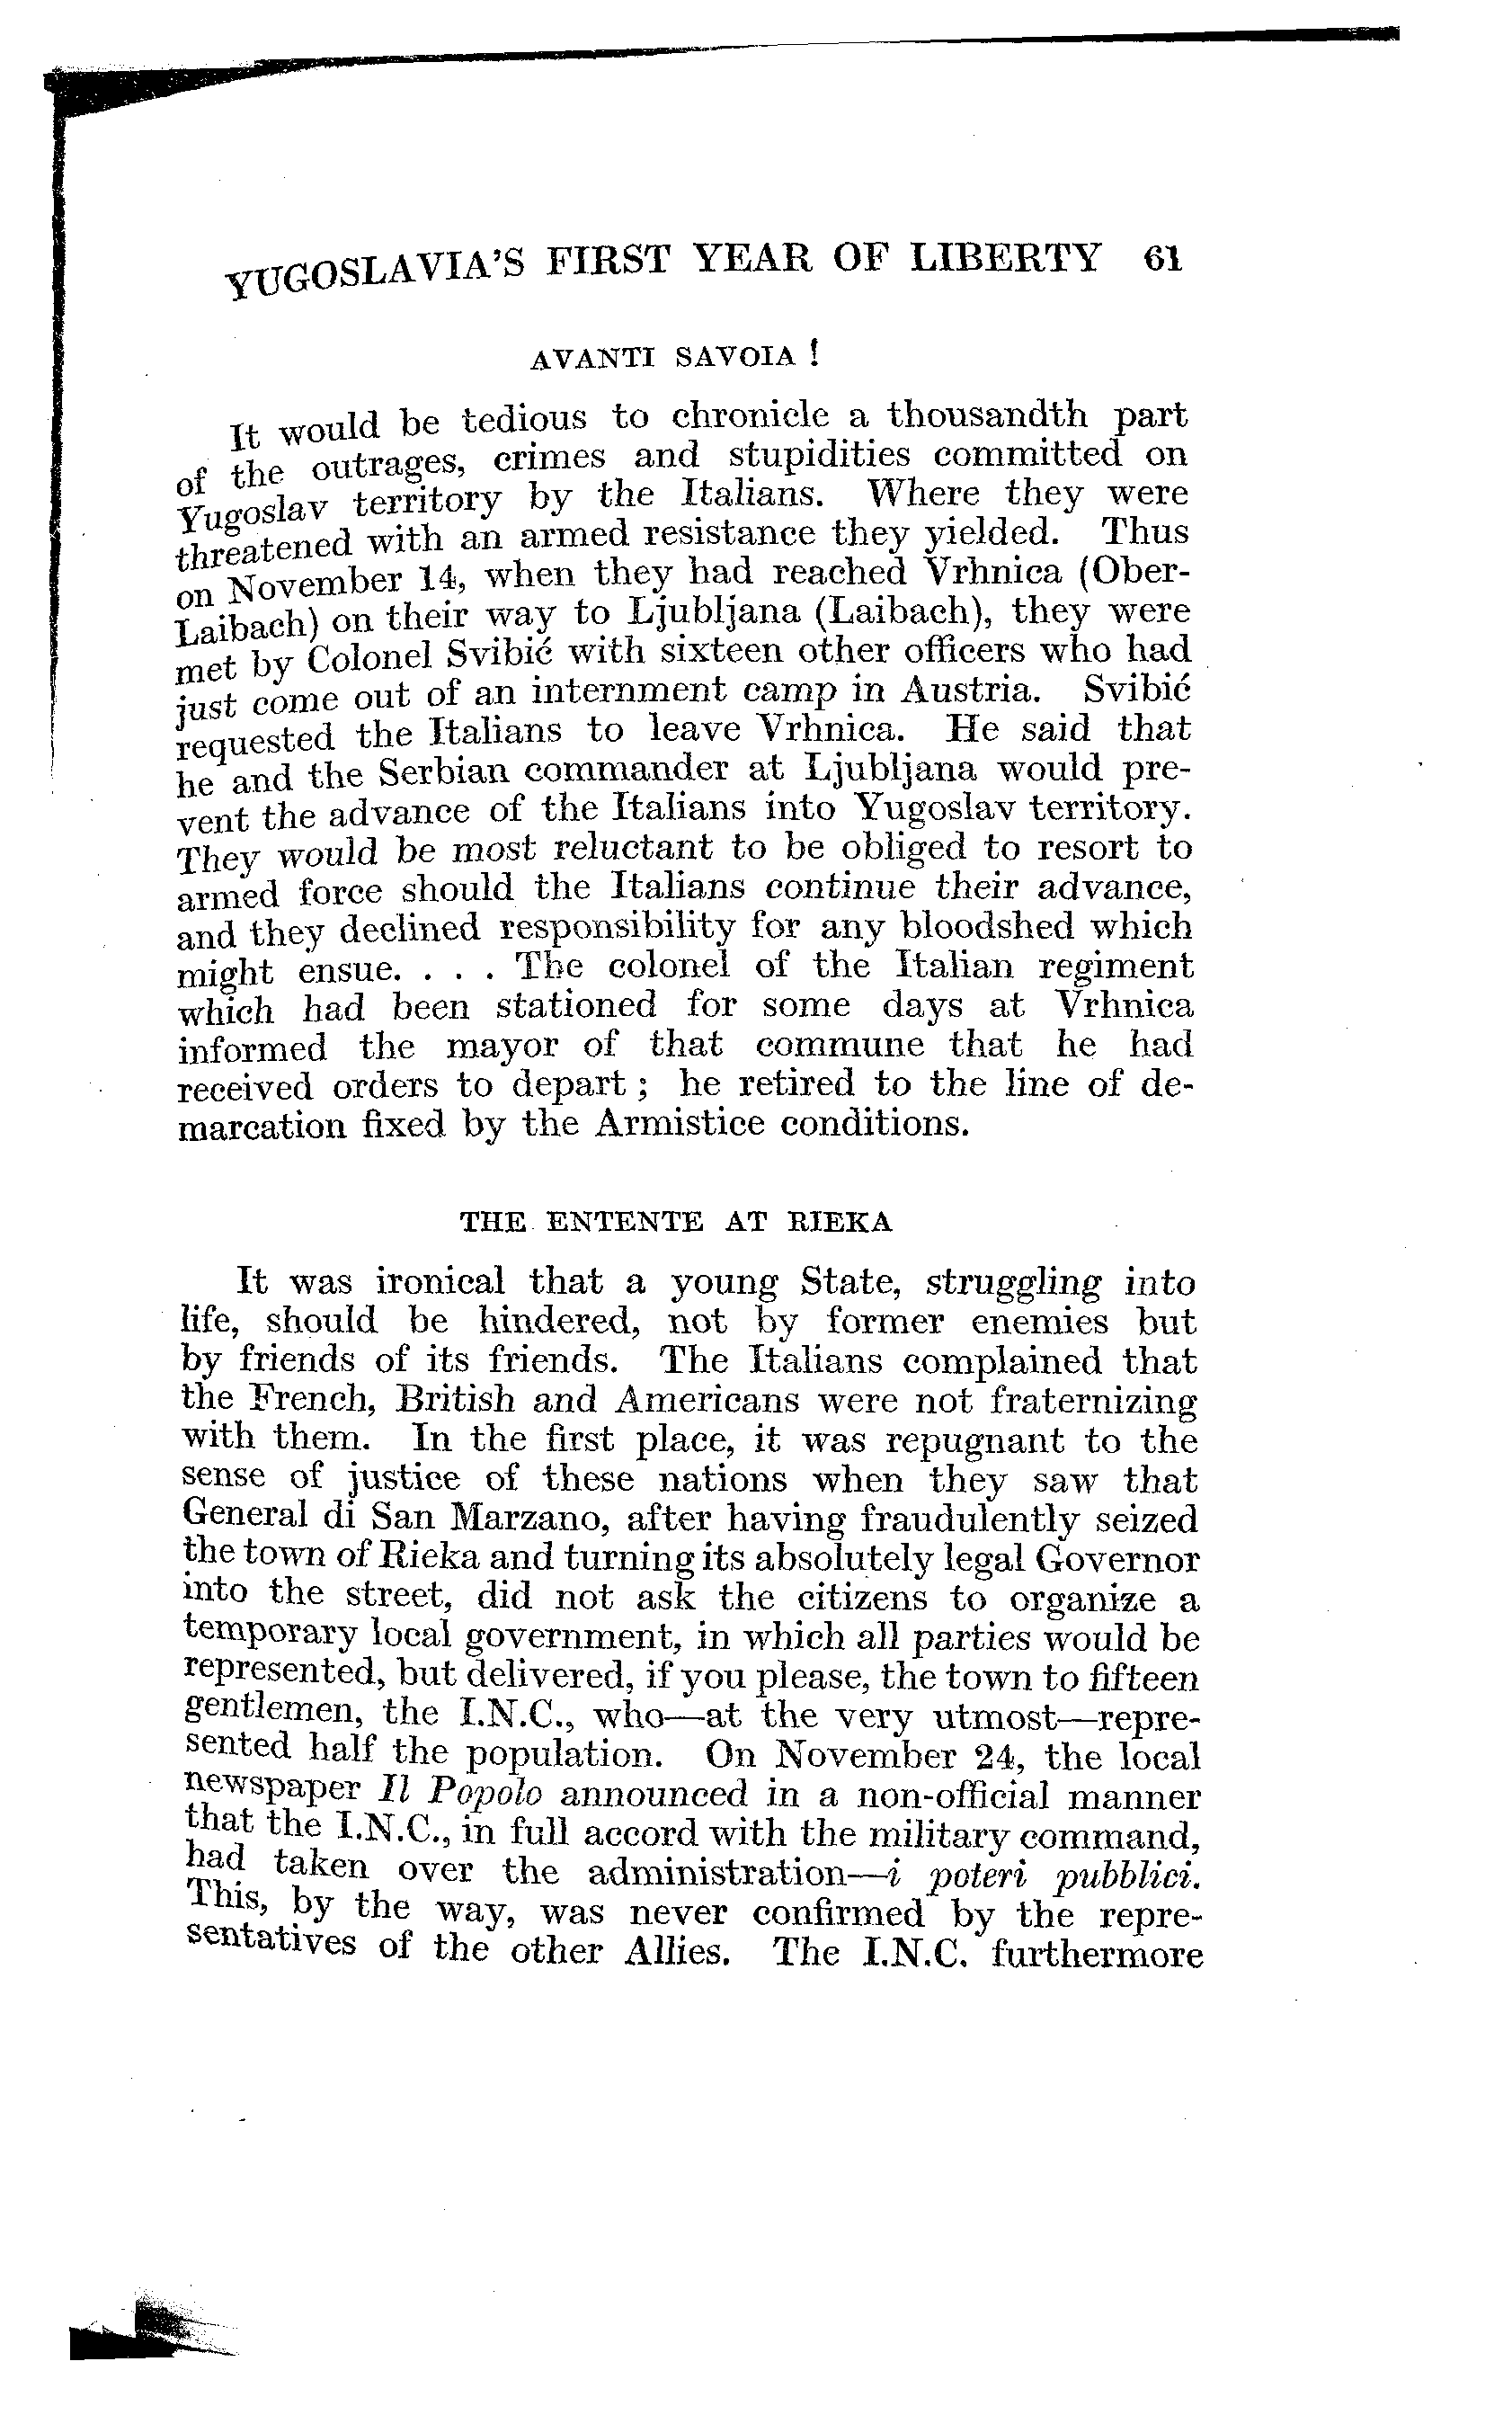 YUGOSLAVIA'S FIRST YEAR OF LIBERTY 61
AVANTI SAVOIA !
It would be tedious to chronicle a thousandth part
of the outrages, crimes and stupidities committed on
Yugoslav territory by the Italians. Where they were
threatened with an armed resistance they yielded. Thus
on November 14, when they had reached Vrhnica (Ober-
Laibach) on their way to Ljubljana (Laibach), they were
met by Colonel Svibić with sixteen other officers who had
just come out of an internment camp in Austria. Svibić
requested the Italians to leave Vrhnica. He said that
he and the Serbian commander at Ljubljana would pre-
vent the advance of the Italians into Yugoslav territory.
They would be most reluctant to be obliged to resort to
armed force should the Italians continue their advance,
and they declined responsibility for any bloodshed which
might ensue. . . . The colonel of the Italian regiment
which had been stationed for some days at Vrhnica
informed the mayor of that commune that he had
received orders to depart ; he retired to the line of de-
marcation fixed by the Armistice conditions.
THE ENTENTE AT RIEKA
It was ironical that a young State, struggling into
life, should be hindered, not by former enemies but
by friends of its friends. The Italians complained that
the French, British and Americans were not fraternizing
with them. In the first place, it was repugnant to the
sense of justice of these nations when they saw that
General di San Marzano, after having fraudulently seized
the town of Rieka and turning its absolutely legal Governor
into the street, did not ask the citizens to organize a
temporary local government, in which all parties would be
represented, but delivered, if you please, the town to fifteen
gentlemen, the I.N.C., who—at the very utmost—repre-
sented half the population. On November 24, the local
newspaper Il Popolo announced in a non-official manner
that the I.N.C., in full accord with the military command,
had taken over the administration—i poteri pubblici.
This, by the way, was never confirmed by the repre-
sentatives of the other Allies. The I.N.C. furthermore